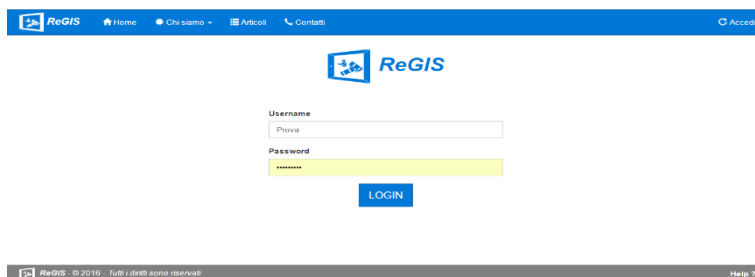 ReGIS Home Chi siamo Articoli Contatti Accedi
ReGIS
Username
Prova
Password
•••••••••
LOGIN
ReGIS - © 2016 - Tutti i diritti sono riservati Help ?